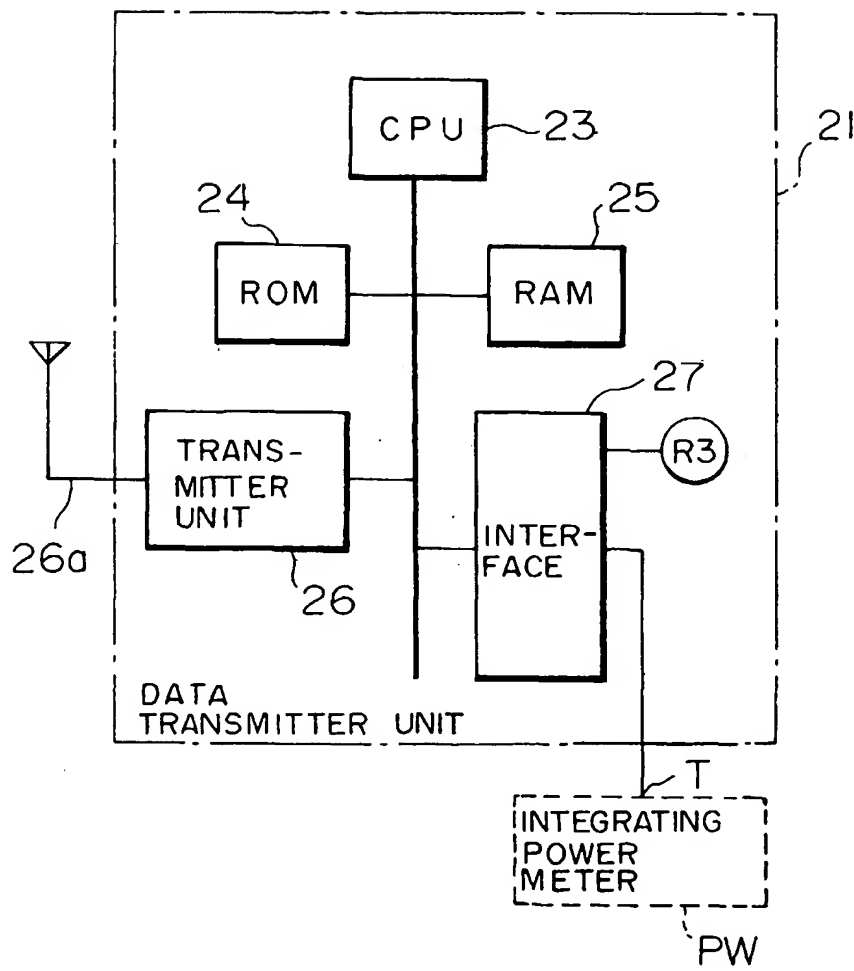 CPU
23
21
24
25
ROM
RAM
27
TRANS-
MITTER
UNIT
R3
INTER-
FACE
26a
26
DATA
TRANSMITTER UNIT
T
INTEGRATING
POWER
METER
PW